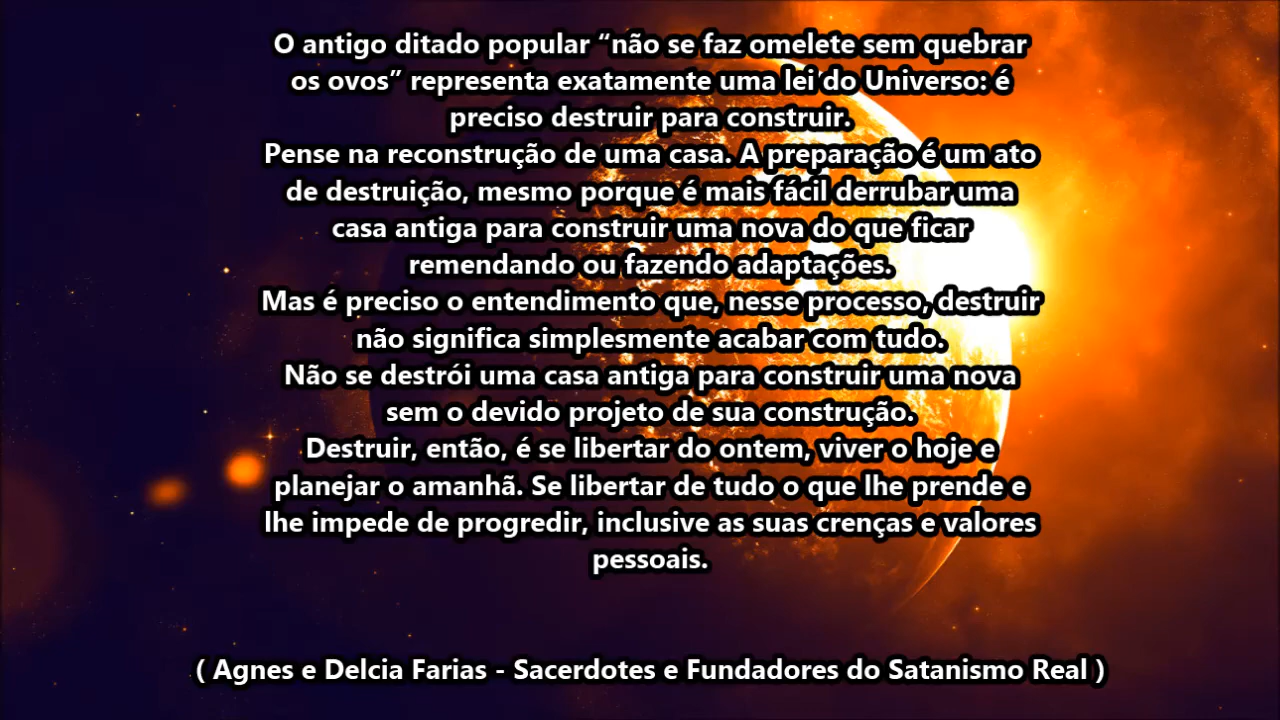 O antigo ditado popular “não se faz omelete sem quebrar
os ovos” representa exatamente uma lei do Universo: é
preciso destruir para construir.
Pense na reconstrução de uma casa. A preparação é um ato
de destruição, mesmo porque é mais fácil derrubar uma
casa antiga para construir uma nova do que ficar
remendando ou fazendo adaptações.
Mas é preciso o entendimento que, nesse processo, destruir
não significa simplesmente acabar com tudo.
Não se destrói uma casa antiga para construir uma nova
sem o devido projeto de sua construção.
Destruir, então, é se libertar do ontem, viver o hoje e
planejar o amanhã. Se libertar de tudo o que lhe prende e
lhe impede de progredir, inclusive as suas crenças e valores
pessoais.
( Agnes e Delcia Farias - Sacerdotes e Fundadores do Satanismo Real )